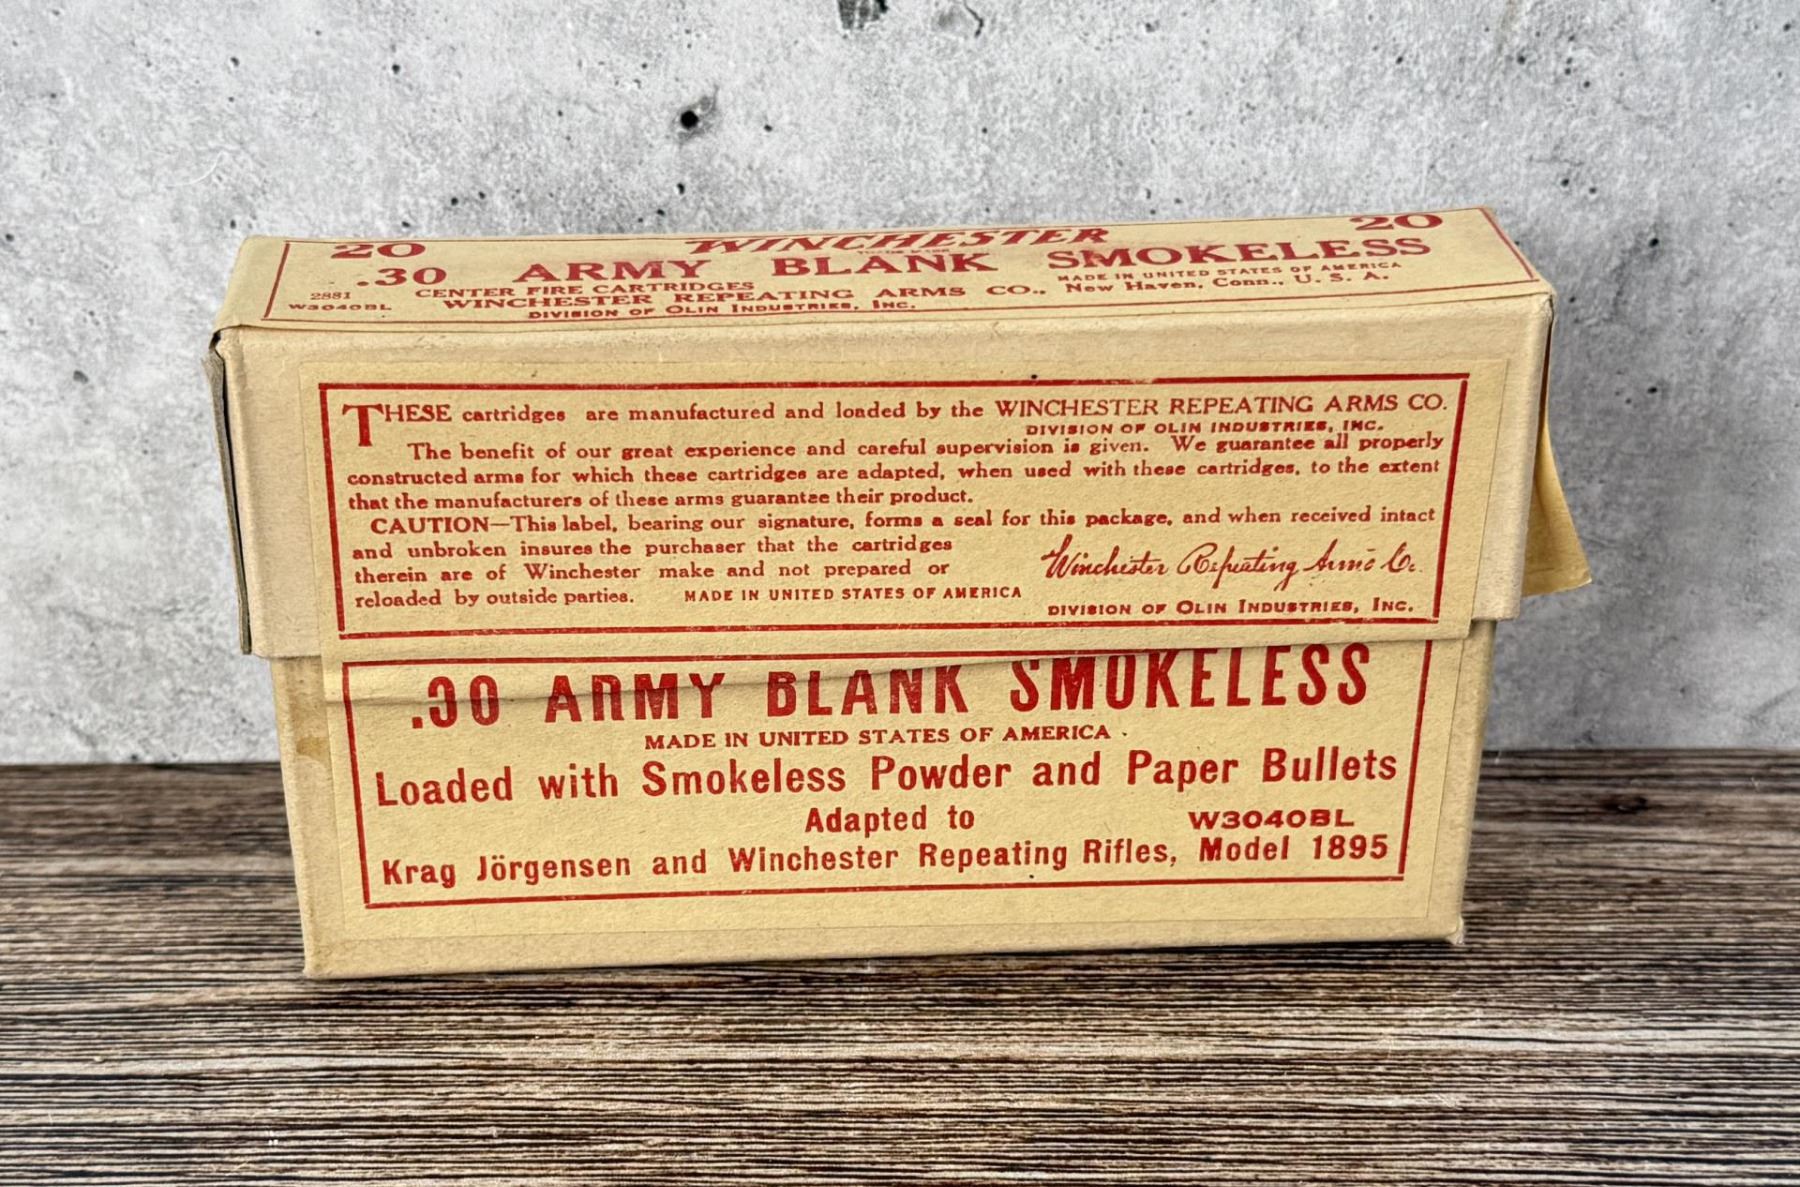 20 WINCHESTER 20
TRADE MARK
.30 ARMY BLANK SMOKELESS
2881 CENTER FIRE CARTRIDGES MADE IN UNITED STATES OF AMERICA
W3040BL WINCHESTER REPEATING ARMS CO., New Haven, Conn., U. S. A.
DIVISION OF OLIN INDUSTRIES, INC.
THESE cartridges are manufactured and loaded by the WINCHESTER REPEATING ARMS CO.
DIVISION OF OLIN INDUSTRIES, INC.
The benefit of our great experience and careful supervision is given. We guarantee all properly
constructed arms for which these cartridges are adapted, when used with these cartridges, to the extent
that the manufacturers of these arms guarantee their product.
CAUTION—This label, bearing our signature, forms a seal for this package, and when received intact
and unbroken insures the purchaser that the cartridges
therein are of Winchester make and not prepared or
reloaded by outside parties. MADE IN UNITED STATES OF AMERICA
Winchester Repeating Arms Co.
DIVISION OF OLIN INDUSTRIES, INC.
.30 ARMY BLANK SMOKELESS
MADE IN UNITED STATES OF AMERICA
Loaded with Smokeless Powder and Paper Bullets
Adapted to W3040BL
Krag Jörgensen and Winchester Repeating Rifles, Model 1895